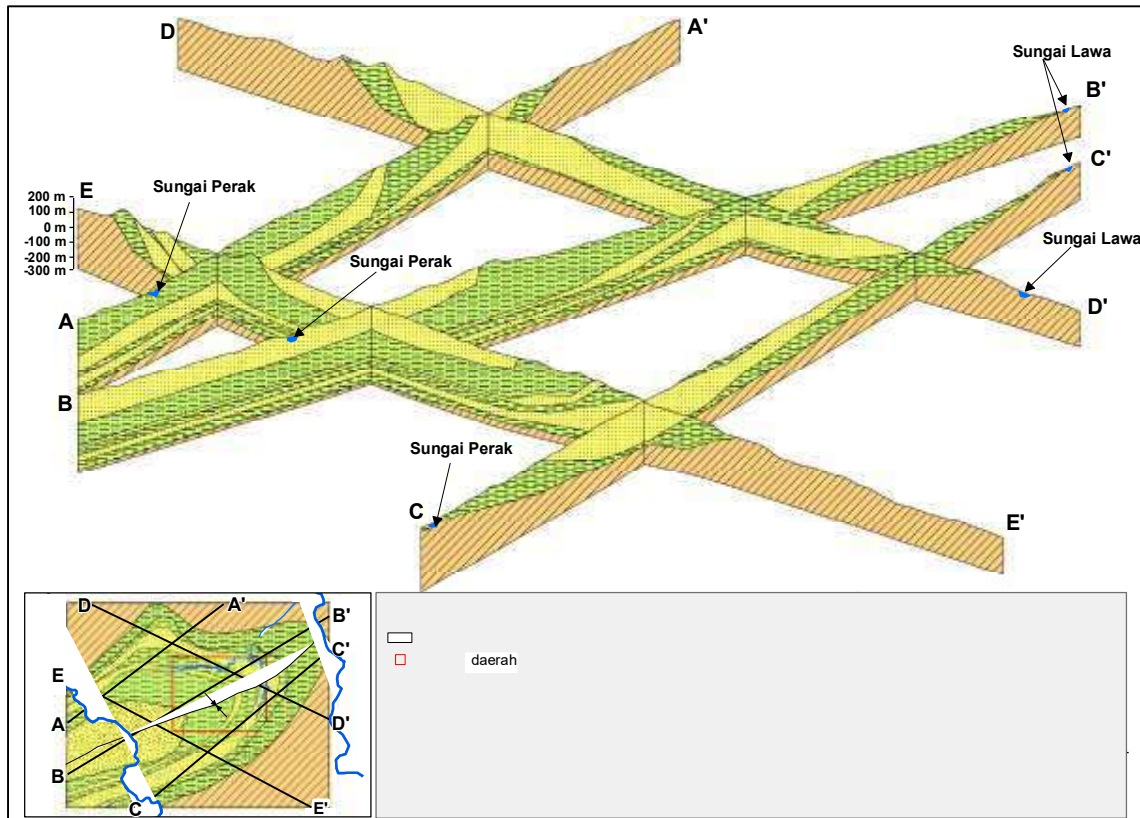 D
A'
Sungai Lawa
B'
C'
E
Sungai Perak
200 m
100 m
0 m
-100 m
-200 m
-300 m
Sungai Perak
Sungai Lawa
A
D'
B
Sungai Perak
C
E'
D
A'
B'
C'
E
A
D'
B
C
E'
daerah